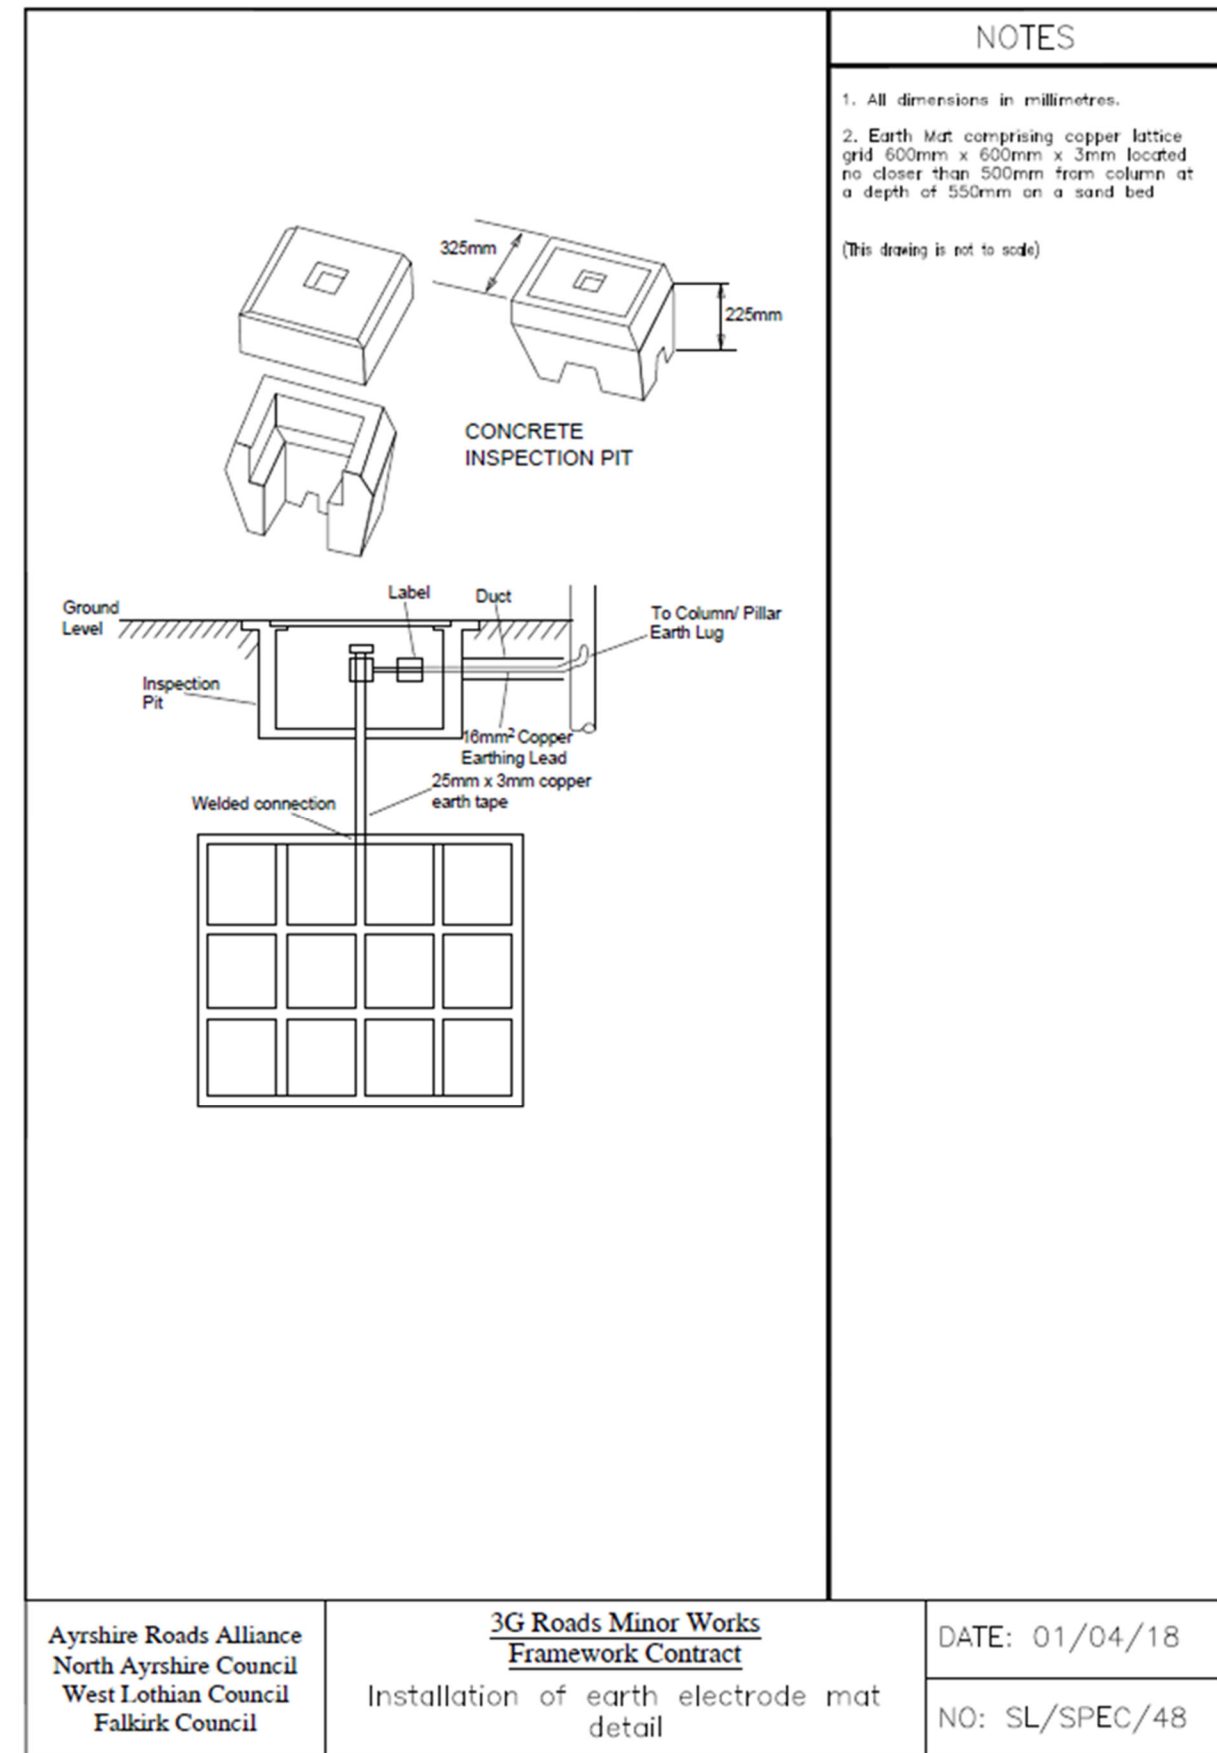 NOTES
1. All dimensions in millimetres.
2. Earth Mat comprising copper lattice
grid 600mm x 600mm x 3mm located
no closer than 500mm from column at
a depth of 550mm on a sand bed
(This drawing is not to scale)
325mm
225mm
CONCRETE
INSPECTION PIT
Ground
Level
Label
Duct
To Column/ Pillar
Earth Lug
Inspection
Pit
16mm² Copper
Earthing Lead
25mm x 3mm copper
earth tape
Welded connection
Ayrshire Roads Alliance
North Ayrshire Council
West Lothian Council
Falkirk Council
3G Roads Minor Works
Framework Contract
Installation of earth electrode mat
detail
DATE: 01/04/18
NO: SL/SPEC/48